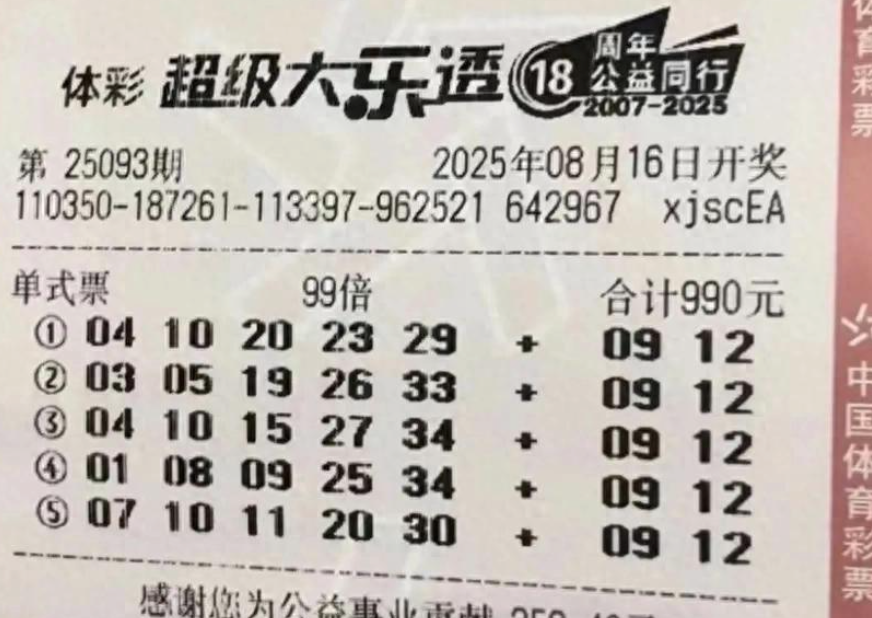 体彩 超级大乐透 18 周年 公益同行 2007-2025
第 25093期 2025年08月16日开奖
110350-187261-113397-962521 642967 xjscEA
单式票 99倍 合计990元
① 04 10 20 23 29 + 09 12
② 03 05 19 26 33 + 09 12
③ 04 10 15 27 34 + 09 12
④ 01 08 09 25 34 + 09 12
⑤ 07 10 11 20 30 + 09 12
感谢您为公益事业贡献
体育彩票
中国体育彩票